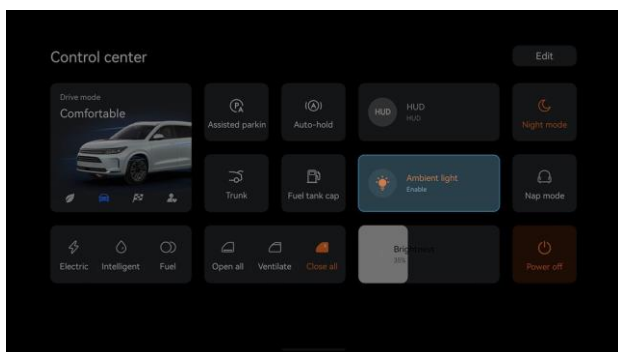 Control center
Edit
Drive mode
Comfortable
Assisted parkin
Auto-hold
HUD
HUD
HUD
Night mode
Trunk
Fuel tank cap
Ambient light
Enable
Nap mode
Electric
Intelligent
Fuel
Open all
Ventilate
Close all
Brightness
35%
Power off